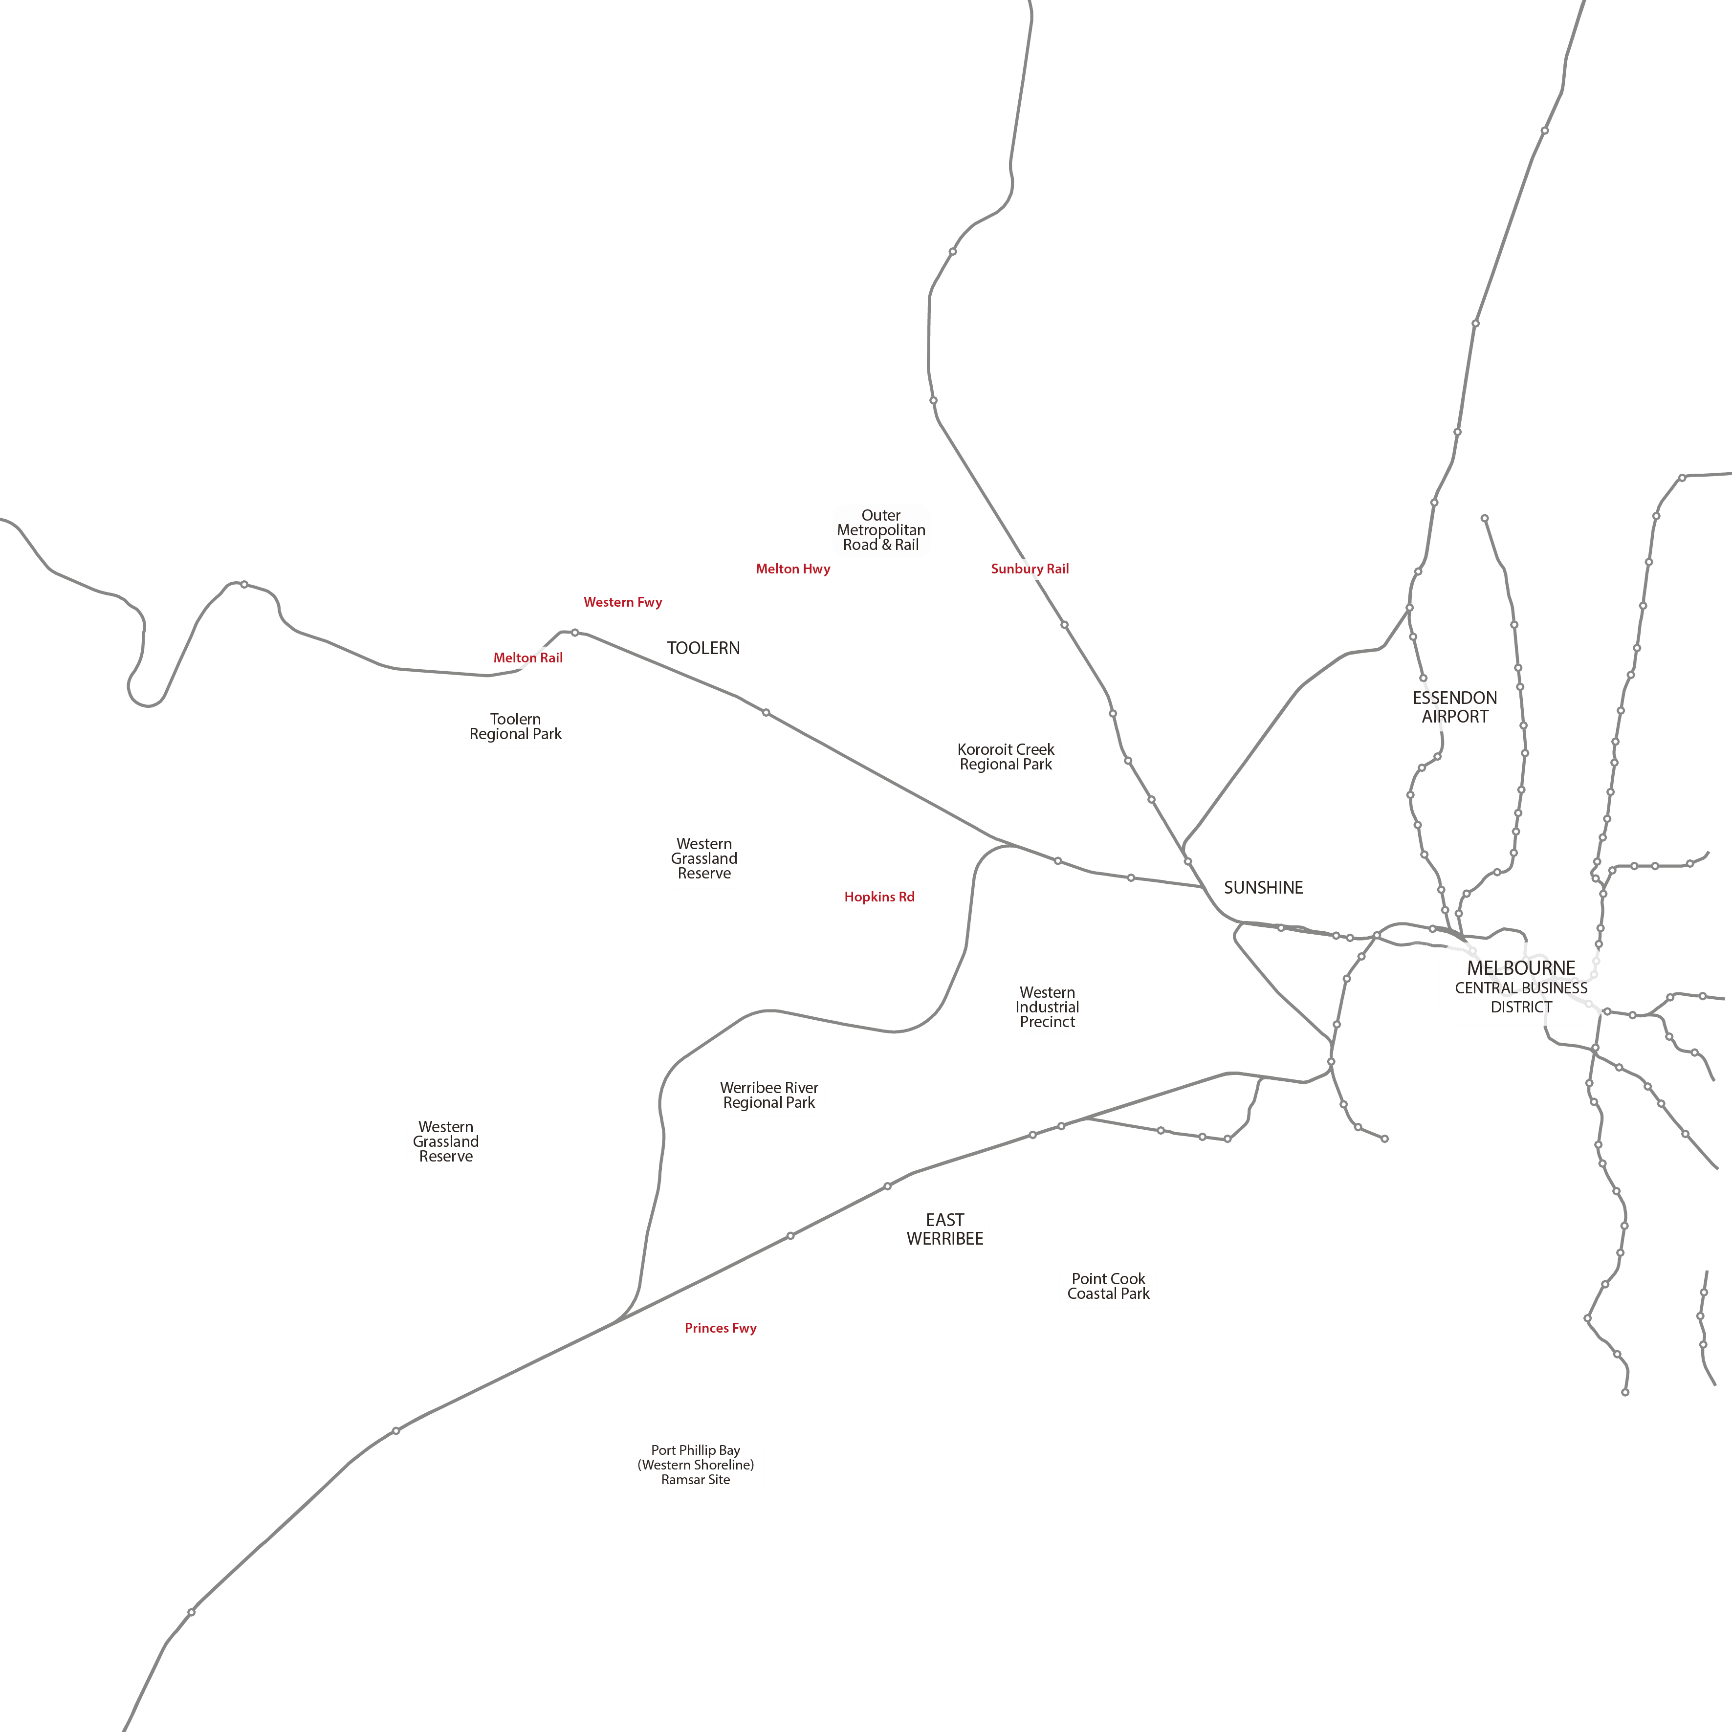 Outer
Metropolitan
Road & Rail
Melton Hwy
Sunbury Rail
Western Fwy
TOOLERN
Melton Rail
Toolern
Regional Park
ESSENDON
AIRPORT
Kororoit Creek
Regional Park
Western
Grassland
Reserve
Hopkins Rd
SUNSHINE
MELBOURNE
CENTRAL BUSINESS
DISTRICT
Western
Industrial
Precinct
Werribee River
Regional Park
Western
Grassland
Reserve
EAST
WERRIBEE
Point Cook
Coastal Park
Princes Fwy
Port Phillip Bay
(Western Shoreline)
Ramsar Site